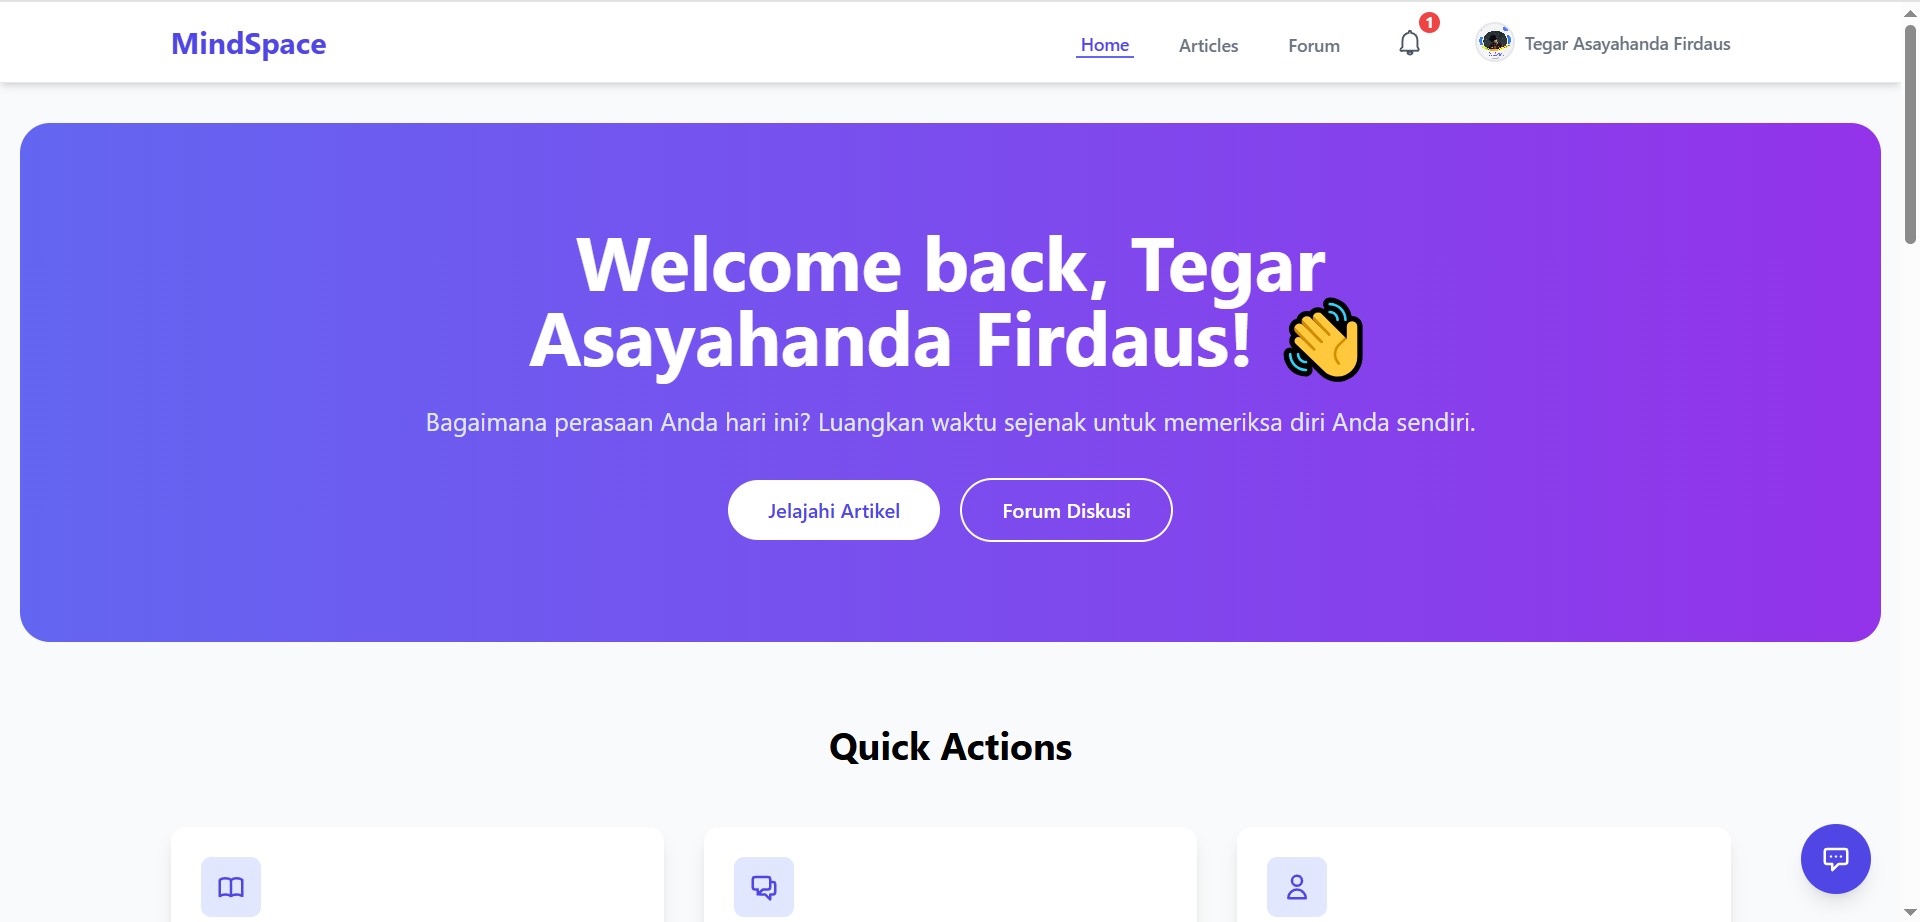 MindSpace
Home
Articles
Forum
1
Tegar Asayahanda Firdaus
Welcome back, Tegar
Asayahanda Firdaus! 👋
Bagaimana perasaan Anda hari ini? Luangkan waktu sejenak untuk memeriksa diri Anda sendiri.
Jelajahi Artikel
Forum Diskusi
Quick Actions